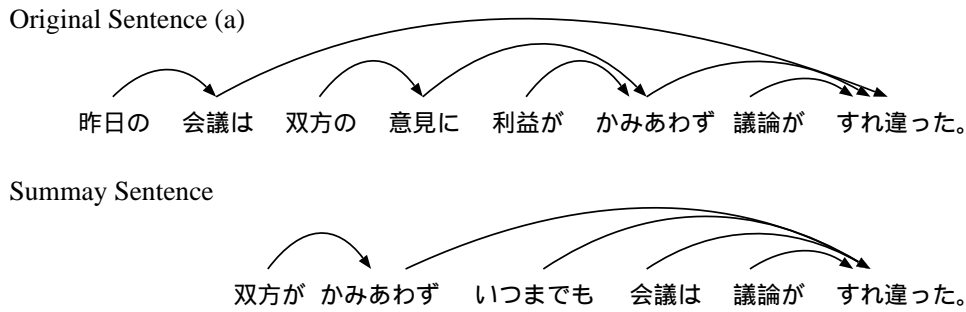 Original Sentence (a)
昨日の 会議は 双方の 意見に 利益が かみあわず 議論が すれ違った。
Summay Sentence
双方が かみあわず いつまでも 会議は 議論が すれ違った。